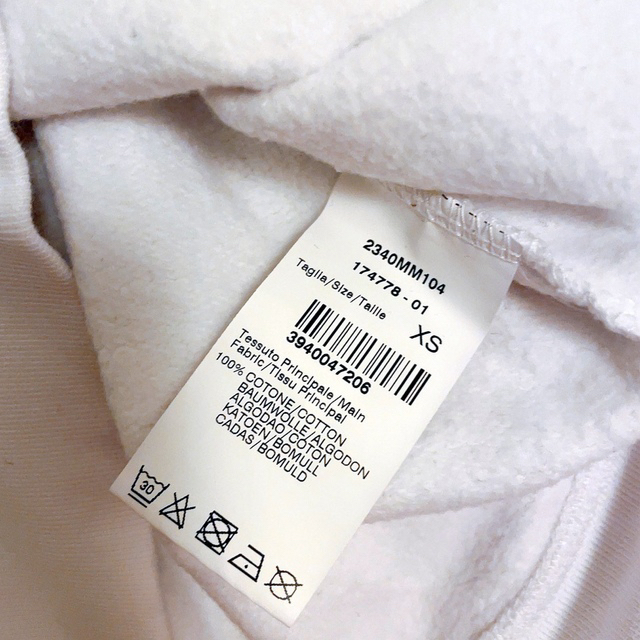 2340MM104
174778 - 01
Taglia/Size/Taille
XS
3940047206
Tessuto Principale/Main
Fabric/Tissu Principal
100% COTONE/COTTON
BAUMWOLLE/ALGODON
ALGODAO/COTON
KATOEN/BOMULL
CADAS/BOMULD
30